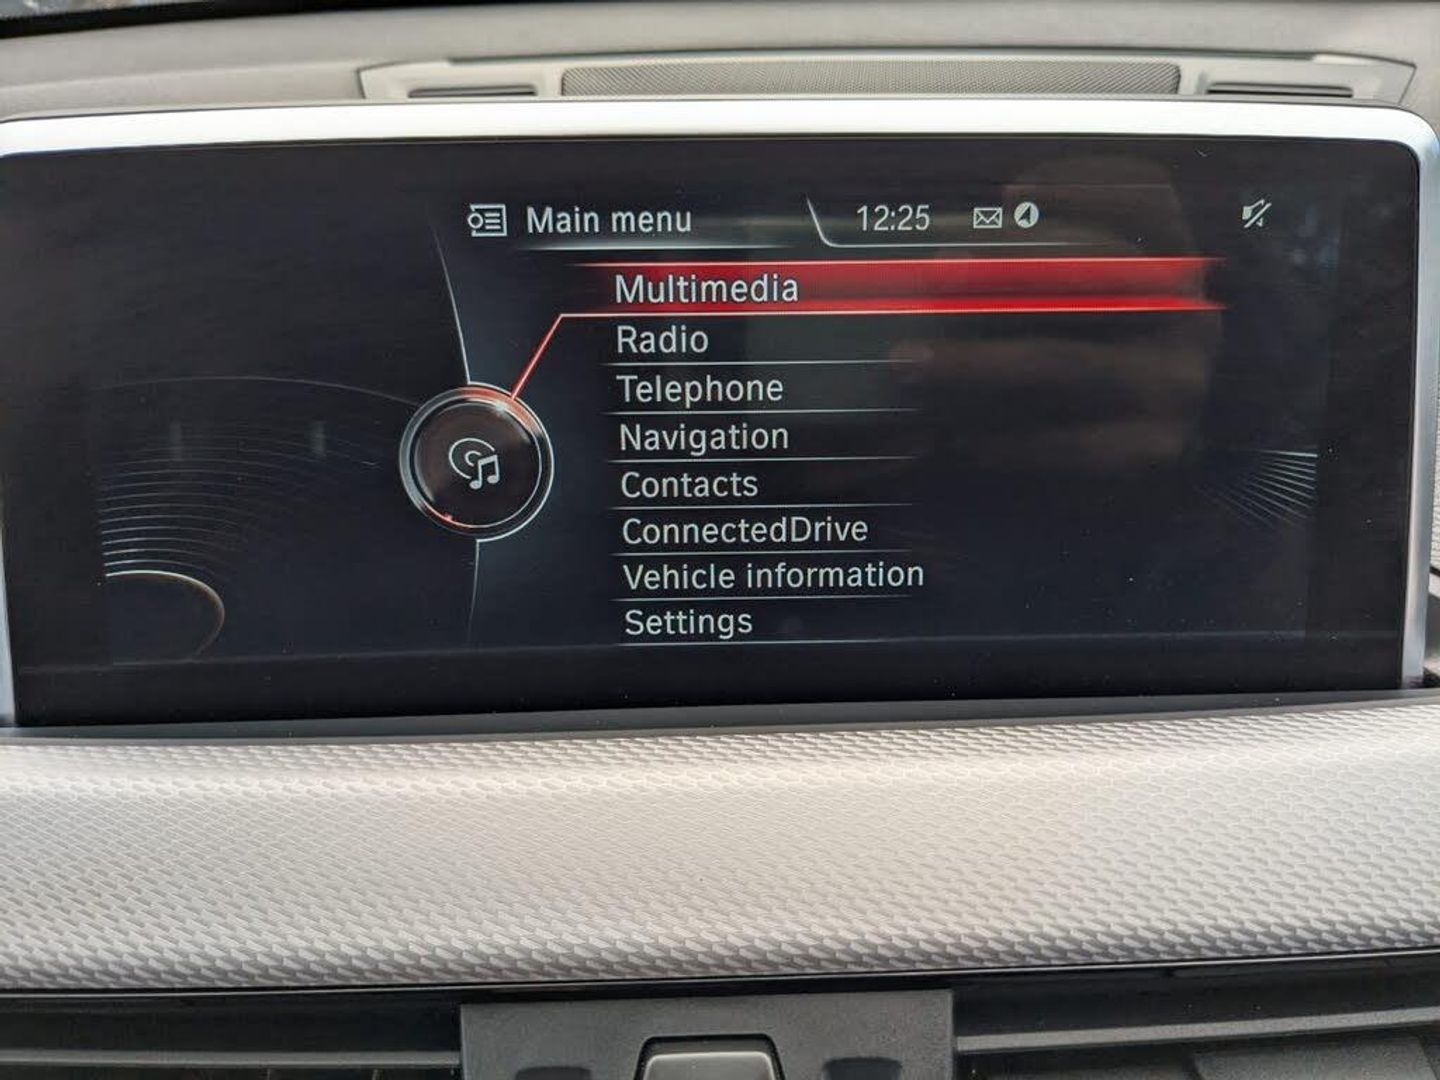 Main menu 12:25
Multimedia
Radio
Telephone
Navigation
Contacts
ConnectedDrive
Vehicle information
Settings